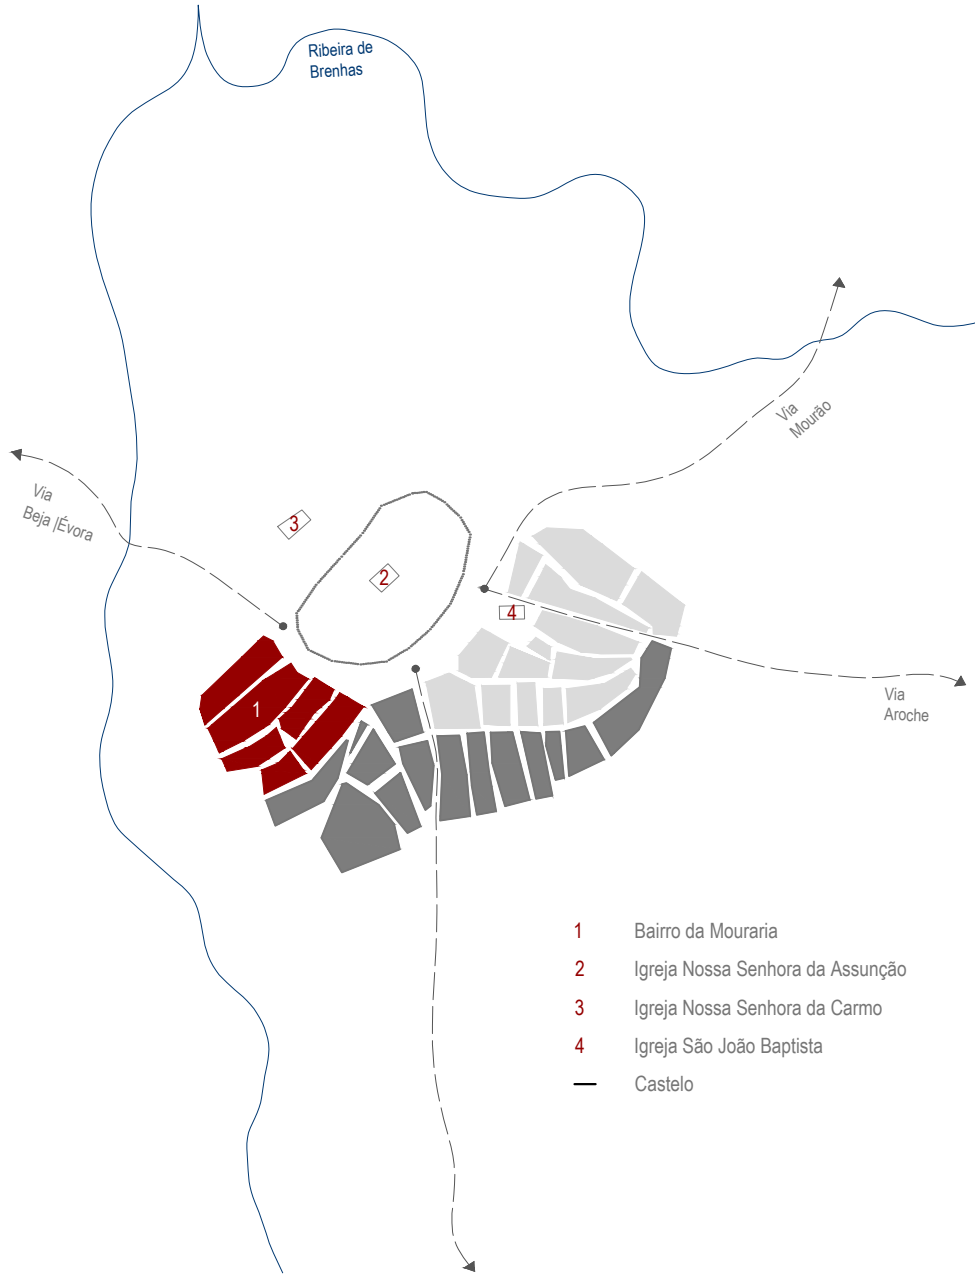 Ribeira de
Brenhas
Via
Mourão
Via
Beja |Évora
3
2
4
1
Via
Aroche
1 Bairro da Mouraria
2 Igreja Nossa Senhora da Assunção
3 Igreja Nossa Senhora da Carmo
4 Igreja São João Baptista
Castelo